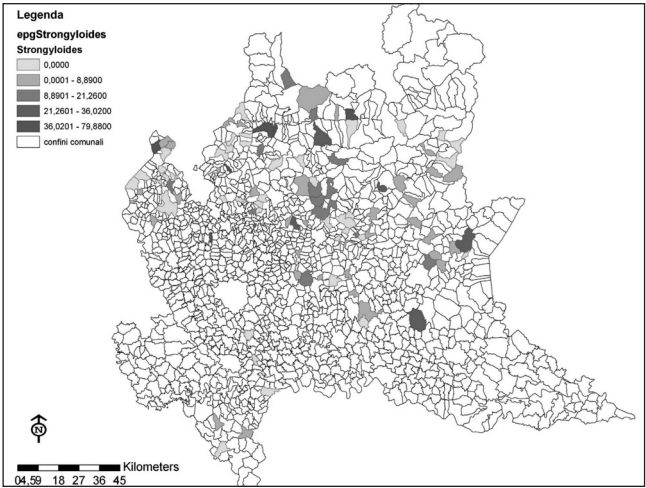 Legenda
epgStrongyloides
Strongyloides
0,0000
0,0001 - 8,8900
8,8901 - 21,2600
21,2601 - 36,0200
36,0201 - 79,8800
confini comunali
N
Kilometers
04,59 18 27 36 45